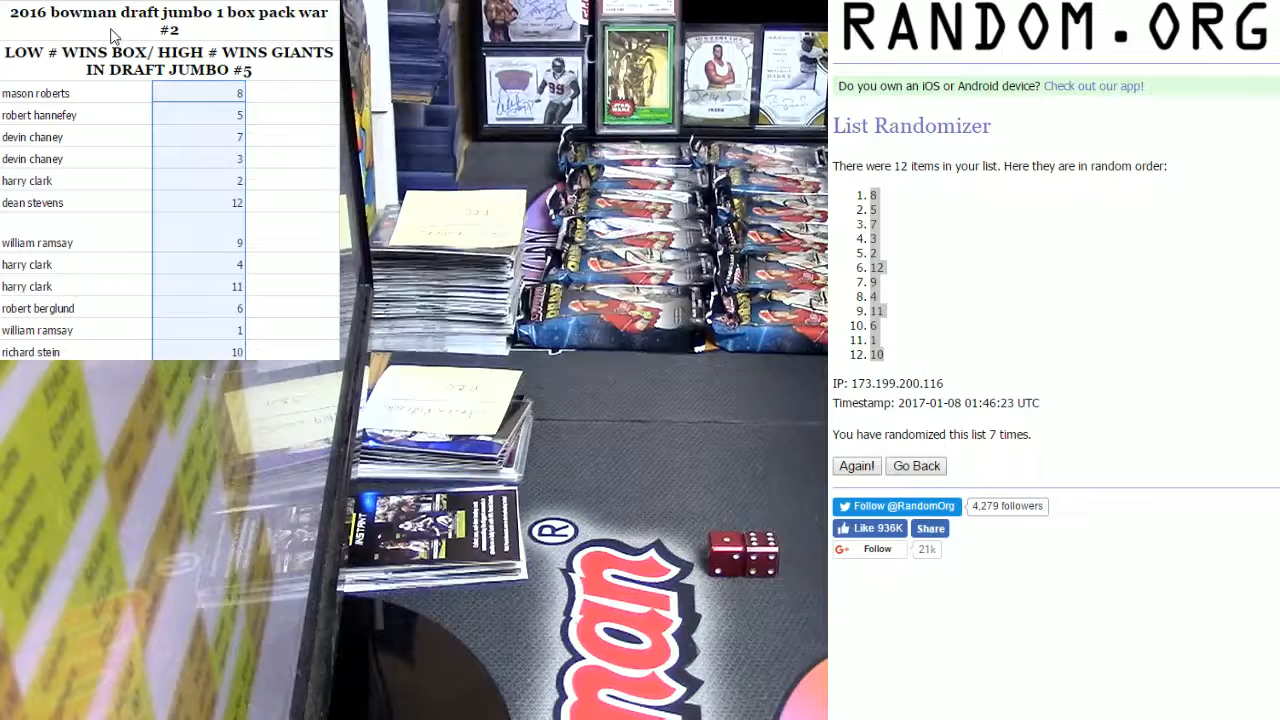 2016 bowman draft jumbo 1 box pack war
#2
LOW # WINS BOX/ HIGH # WINS GIANTS
IN DRAFT JUMBO #5
mason roberts 8
robert hannefey 5
devin chaney 7
devin chaney 3
harry clark 2
dean stevens 12
william ramsay 9
harry clark 4
harry clark 11
robert berglund 6
william ramsay 1
richard stein 10
STAR WARS
INSTANT
®
RANDOM.ORG
Do you own an iOS or Android device? Check out our app!
List Randomizer
There were 12 items in your list. Here they are in random order:
1. 8
2. 5
3. 7
4. 3
5. 2
6. 12
7. 9
8. 4
9. 11
10. 6
11. 1
12. 10
IP: 173.199.200.116
Timestamp: 2017-01-08 01:46:23 UTC
You have randomized this list 7 times.
Again! Go Back
Follow @RandomOrg 4,279 followers
Like 936K Share
G+ Follow 21k